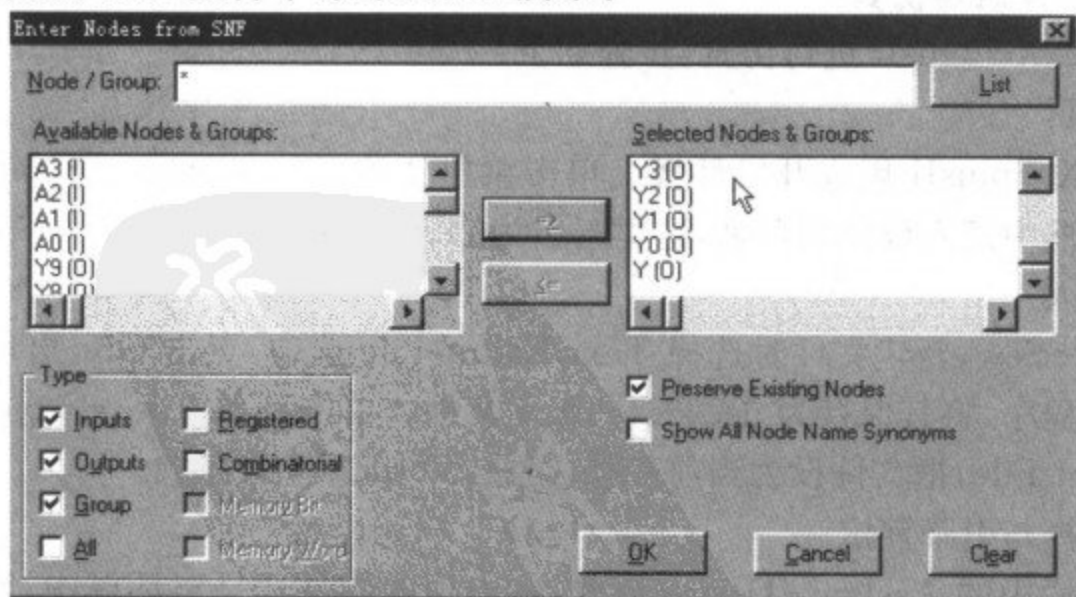 Enter Nodes from SNF
Node / Group: *
List
Available Nodes & Groups:
A3 (I)
A2 (I)
A1 (I)
A0 (I)
Y9 (O)
Y8 (O)
=>
<=
Selected Nodes & Groups:
Y3 (O)
Y2 (O)
Y1 (O)
Y0 (O)
Y (O)
Type
Inputs
Registered
Outputs
Combinatorial
Group
Memory Bit
All
Memory Word
Preserve Existing Nodes
Show All Node Name Synonyms
OK
Cancel
Clear